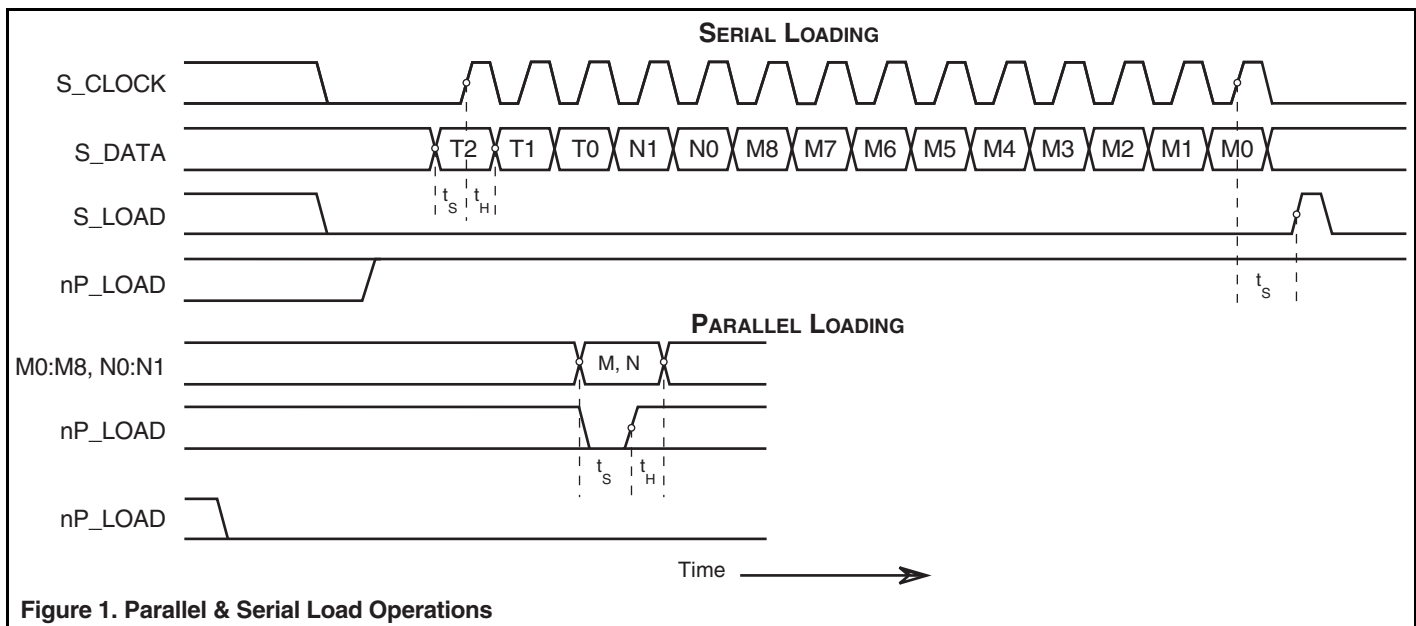 SERIAL LOADING
S_CLOCK
S_DATA T2 T1 T0 N1 N0 M8 M7 M6 M5 M4 M3 M2 M1 M0
tS tH
S_LOAD
nP_LOAD
tS
PARALLEL LOADING
M0:M8, N0:N1 M, N
nP_LOAD
tS tH
nP_LOAD
Time
Figure 1. Parallel & Serial Load Operations